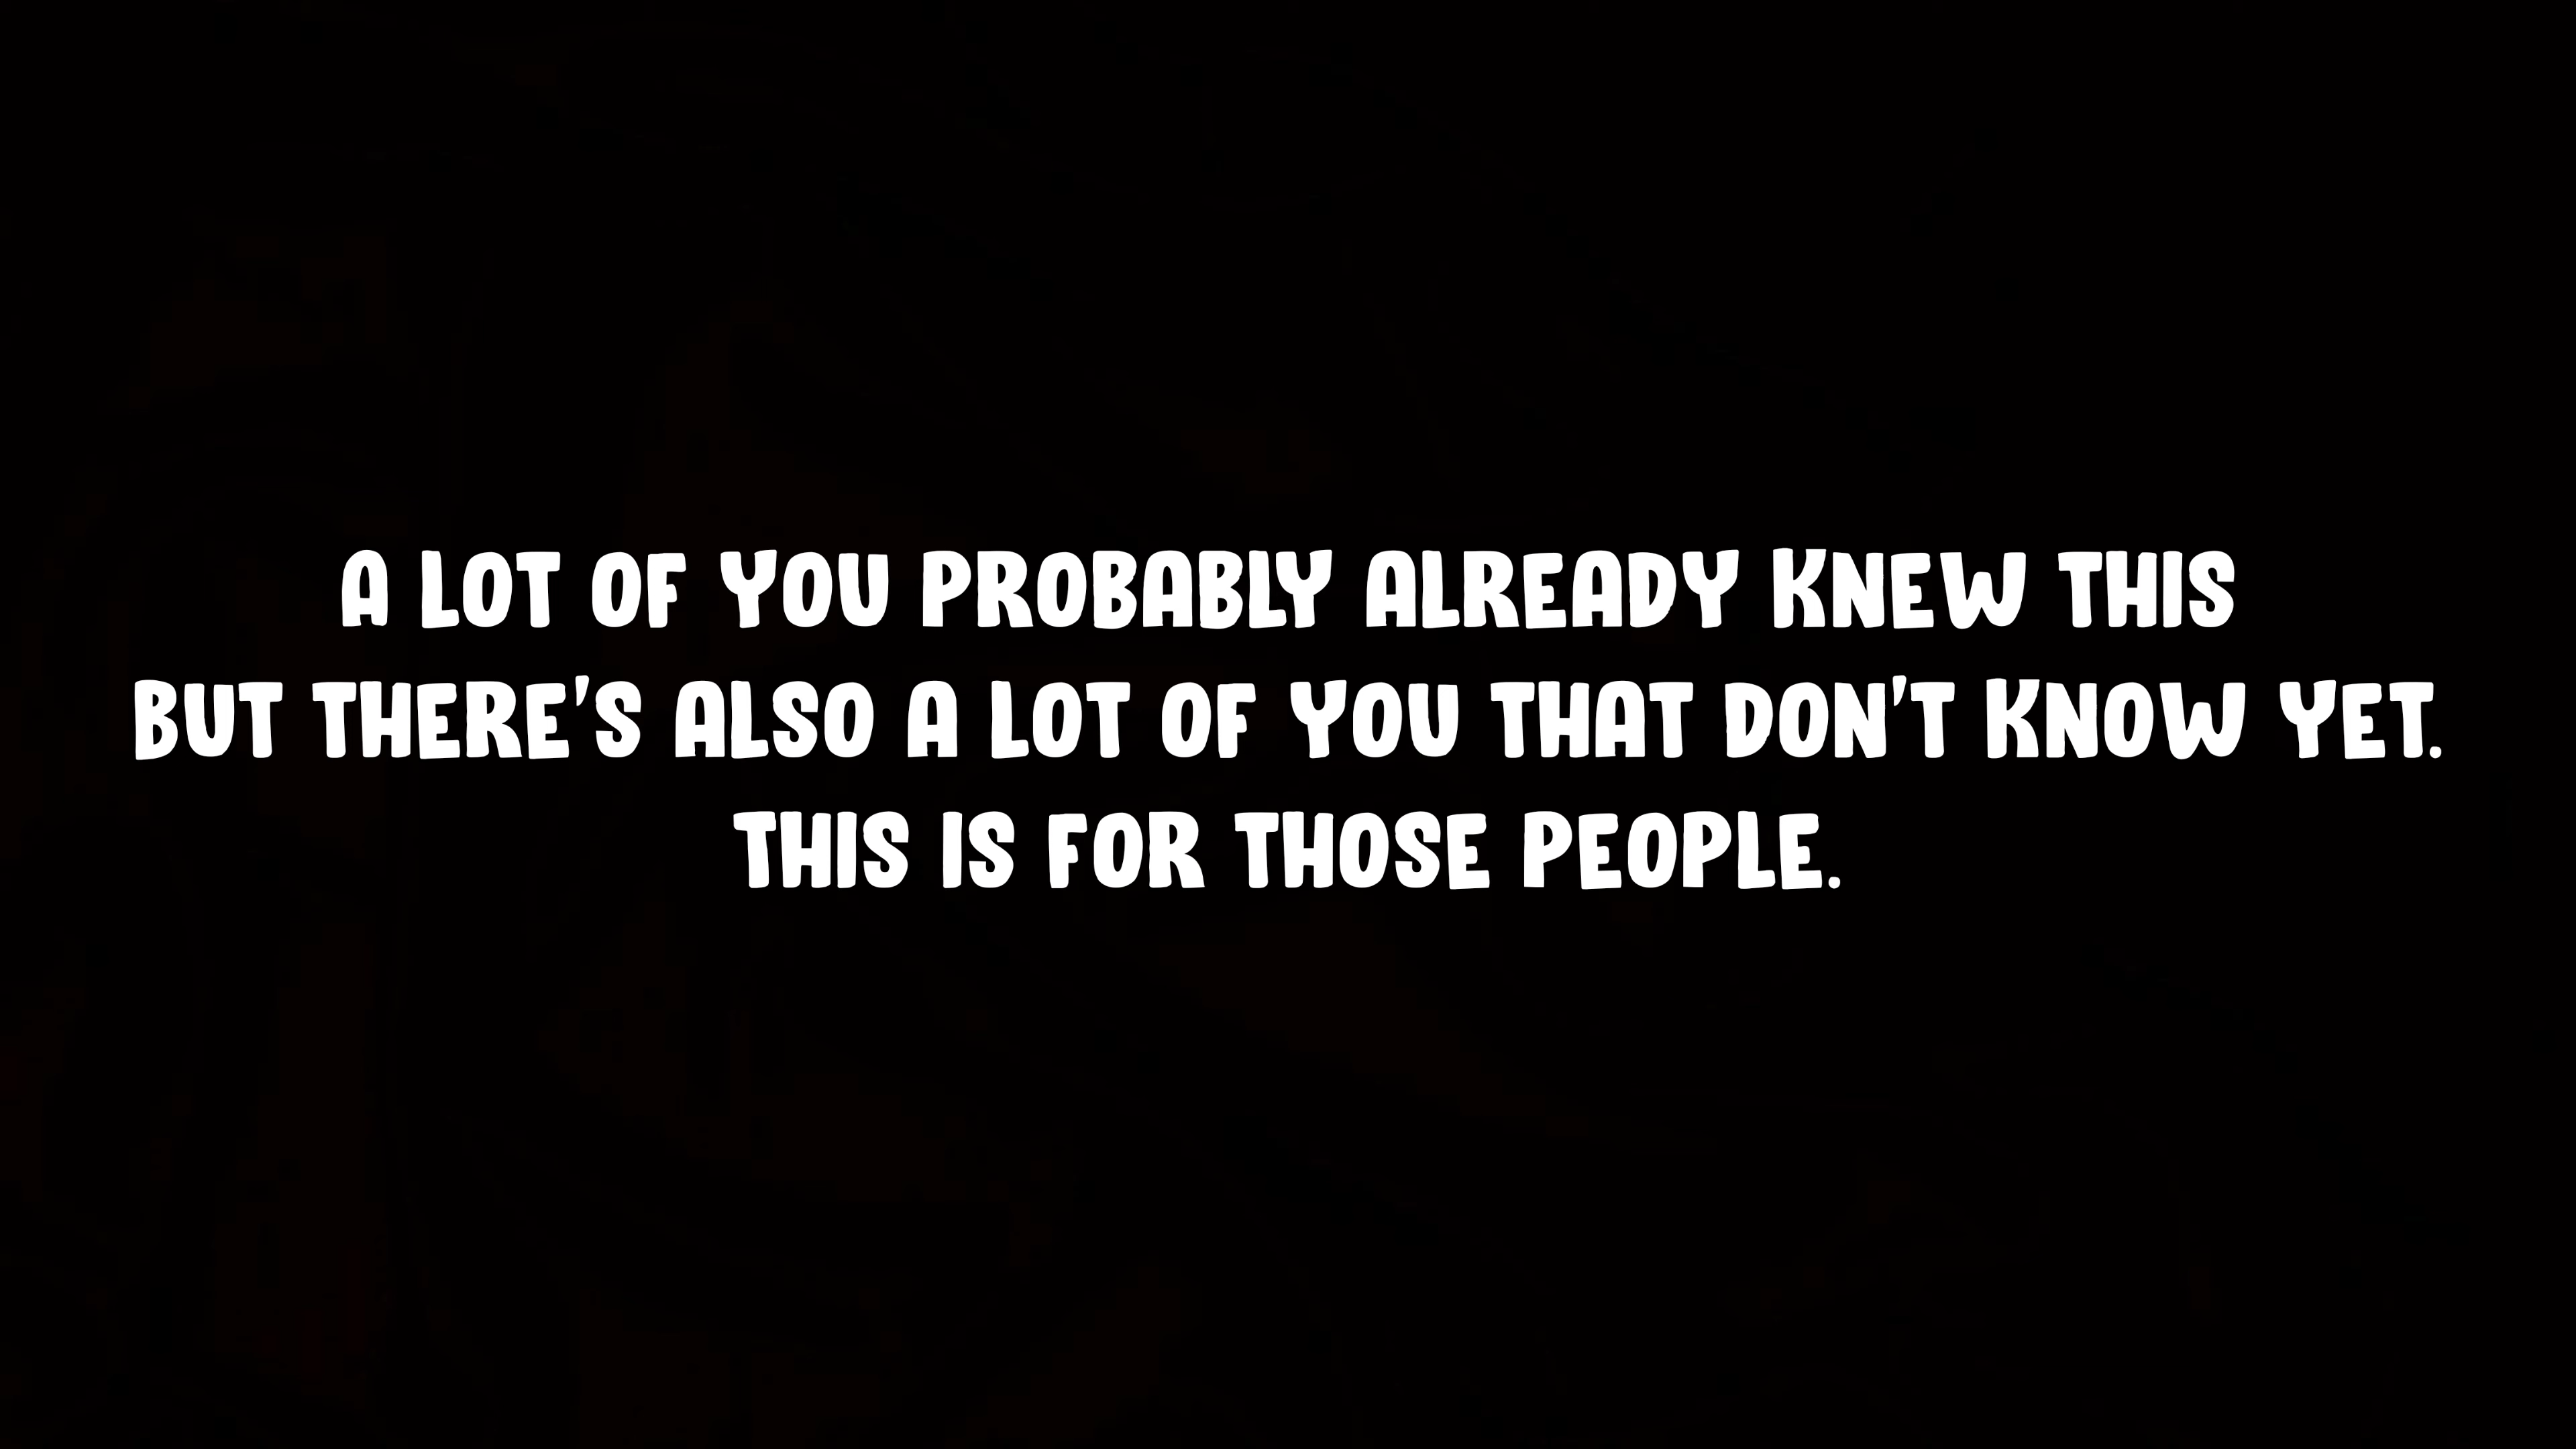 A LOT OF YOU PROBABLY ALREADY KNEW THIS
BUT THERE'S ALSO A LOT OF YOU THAT DON'T KNOW YET.
THIS IS FOR THOSE PEOPLE.